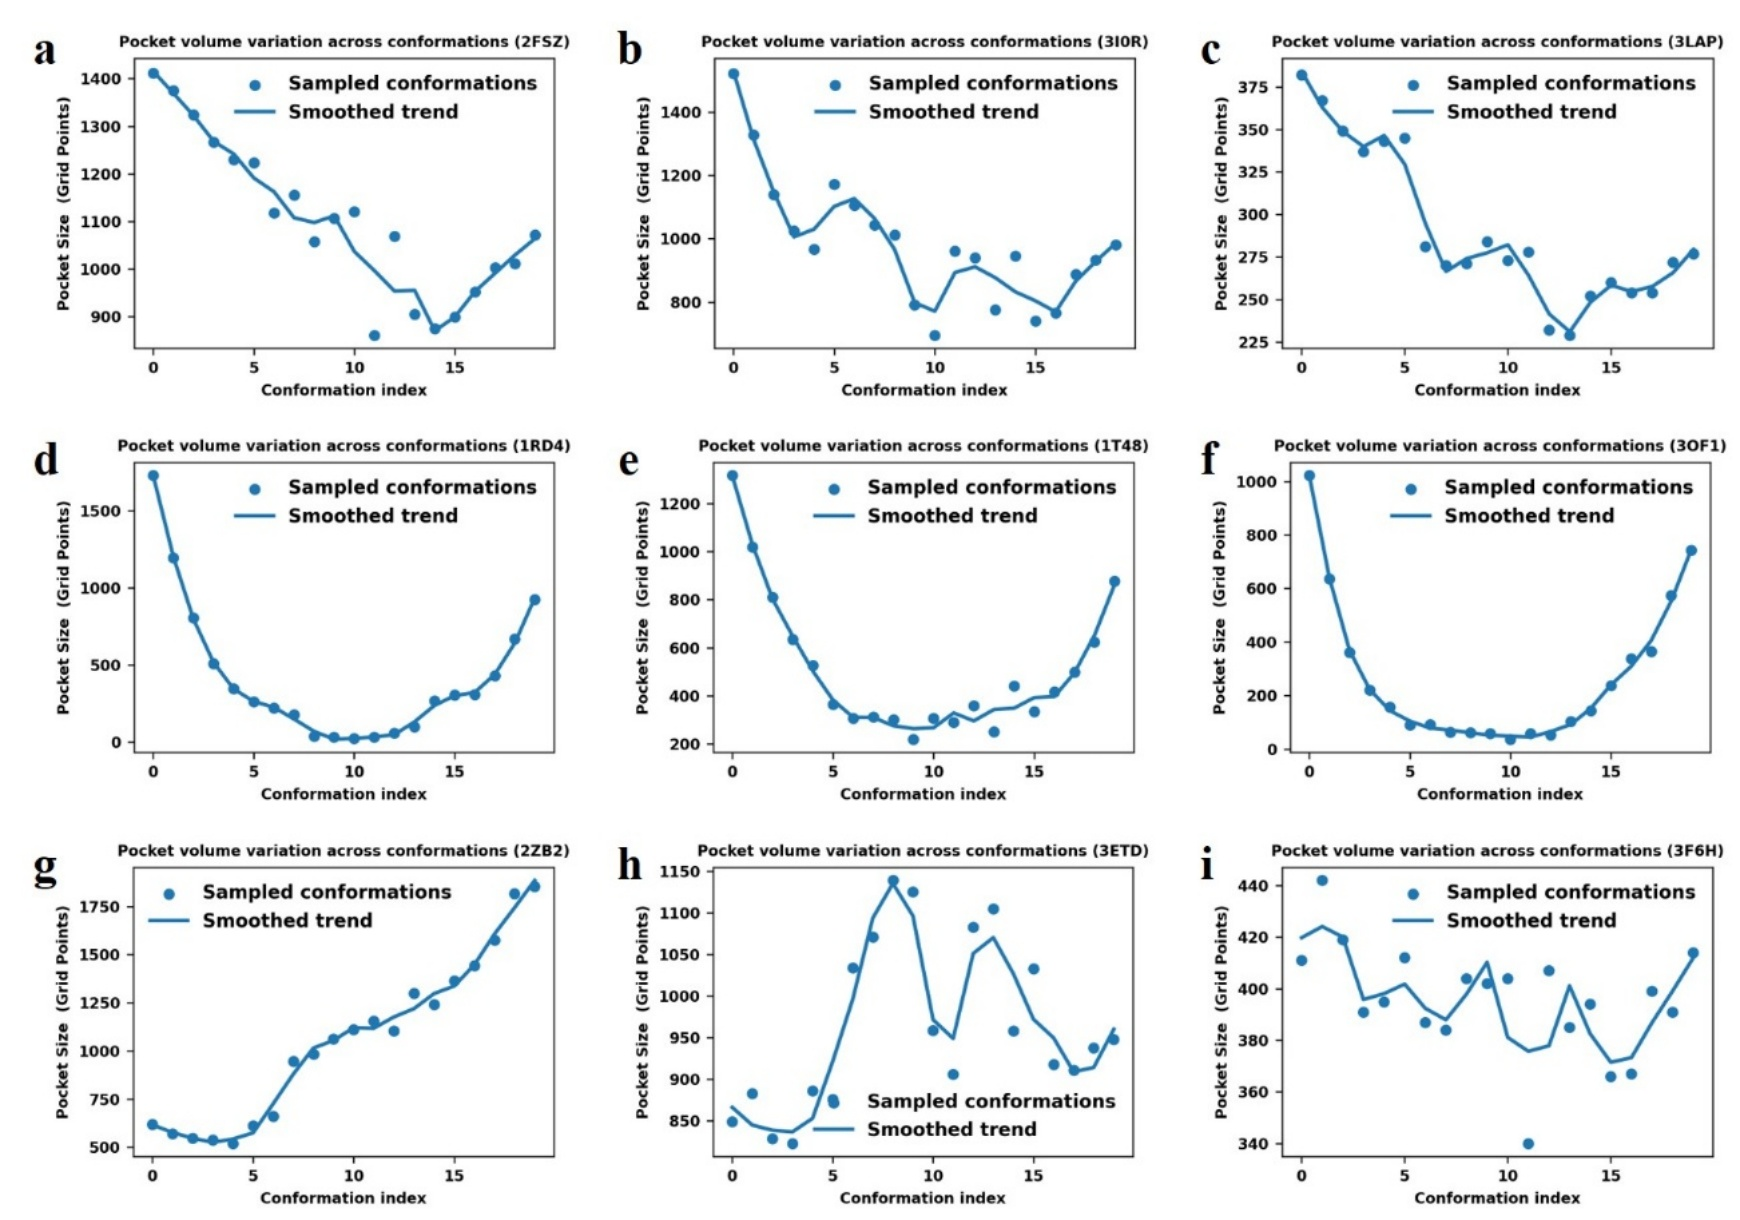 a
Pocket volume variation across conformations (2FSZ)
Sampled conformations
Smoothed trend
Pocket Size (Grid Points)
1400
1300
1200
1100
1000
900
0 5 10 15
Conformation index
b
Pocket volume variation across conformations (3I0R)
Sampled conformations
Smoothed trend
Pocket Size (Grid Points)
1400
1200
1000
800
0 5 10 15
Conformation index
c
Pocket volume variation across conformations (3LAP)
Sampled conformations
Smoothed trend
Pocket Size (Grid Points)
375
350
325
300
275
250
225
0 5 10 15
Conformation index
d
Pocket volume variation across conformations (1RD4)
Sampled conformations
Smoothed trend
Pocket Size (Grid Points)
1500
1000
500
0
0 5 10 15
Conformation index
e
Pocket volume variation across conformations (1T48)
Sampled conformations
Smoothed trend
Pocket Size (Grid Points)
1200
1000
800
600
400
200
0 5 10 15
Conformation index
f
Pocket volume variation across conformations (3OF1)
Sampled conformations
Smoothed trend
Pocket Size (Grid Points)
1000
800
600
400
200
0
0 5 10 15
Conformation index
g
Pocket volume variation across conformations (2ZB2)
Sampled conformations
Smoothed trend
Pocket Size (Grid Points)
1750
1500
1250
1000
750
500
0 5 10 15
Conformation index
h
Pocket volume variation across conformations (3ETD)
Sampled conformations
Smoothed trend
Pocket Size (Grid Points)
1150
1100
1050
1000
950
900
850
0 5 10 15
Conformation index
i
Pocket volume variation across conformations (3F6H)
Sampled conformations
Smoothed trend
Pocket Size (Grid Points)
440
420
400
380
360
340
0 5 10 15
Conformation index